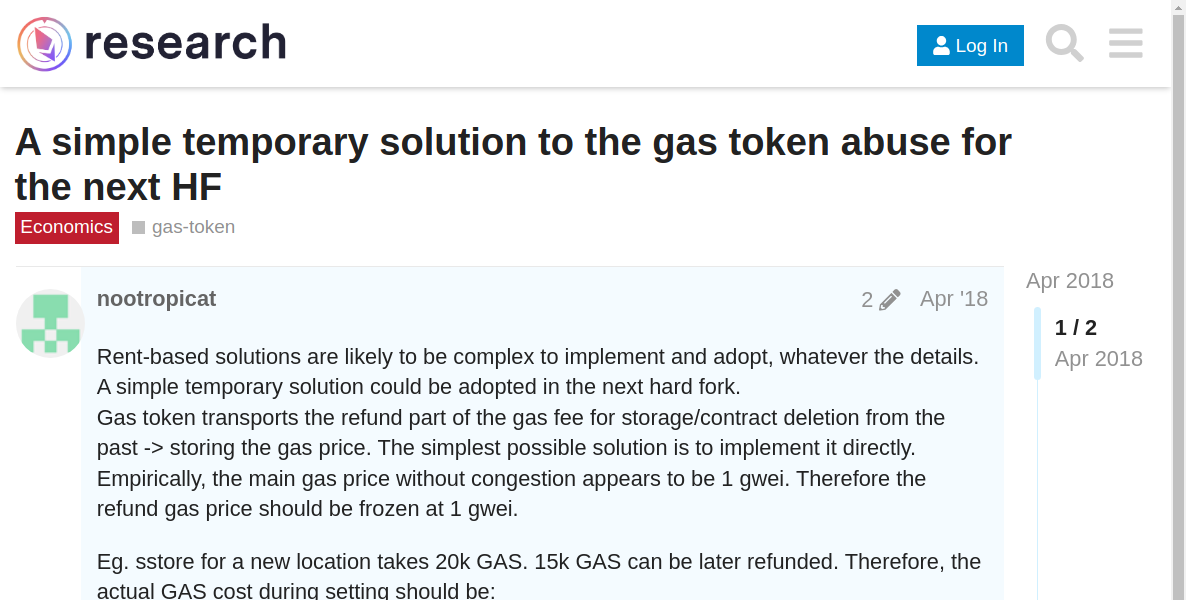 research
Log In
A simple temporary solution to the gas token abuse for
the next HF
Economics gas-token
Apr 2018
nootropicat 2 Apr '18
1 / 2
Apr 2018
Rent-based solutions are likely to be complex to implement and adopt, whatever the details.
A simple temporary solution could be adopted in the next hard fork.
Gas token transports the refund part of the gas fee for storage/contract deletion from the
past -> storing the gas price. The simplest possible solution is to implement it directly.
Empirically, the main gas price without congestion appears to be 1 gwei. Therefore the
refund gas price should be frozen at 1 gwei.
Eg. sstore for a new location takes 20k GAS. 15k GAS can be later refunded. Therefore, the
actual GAS cost during setting should be: